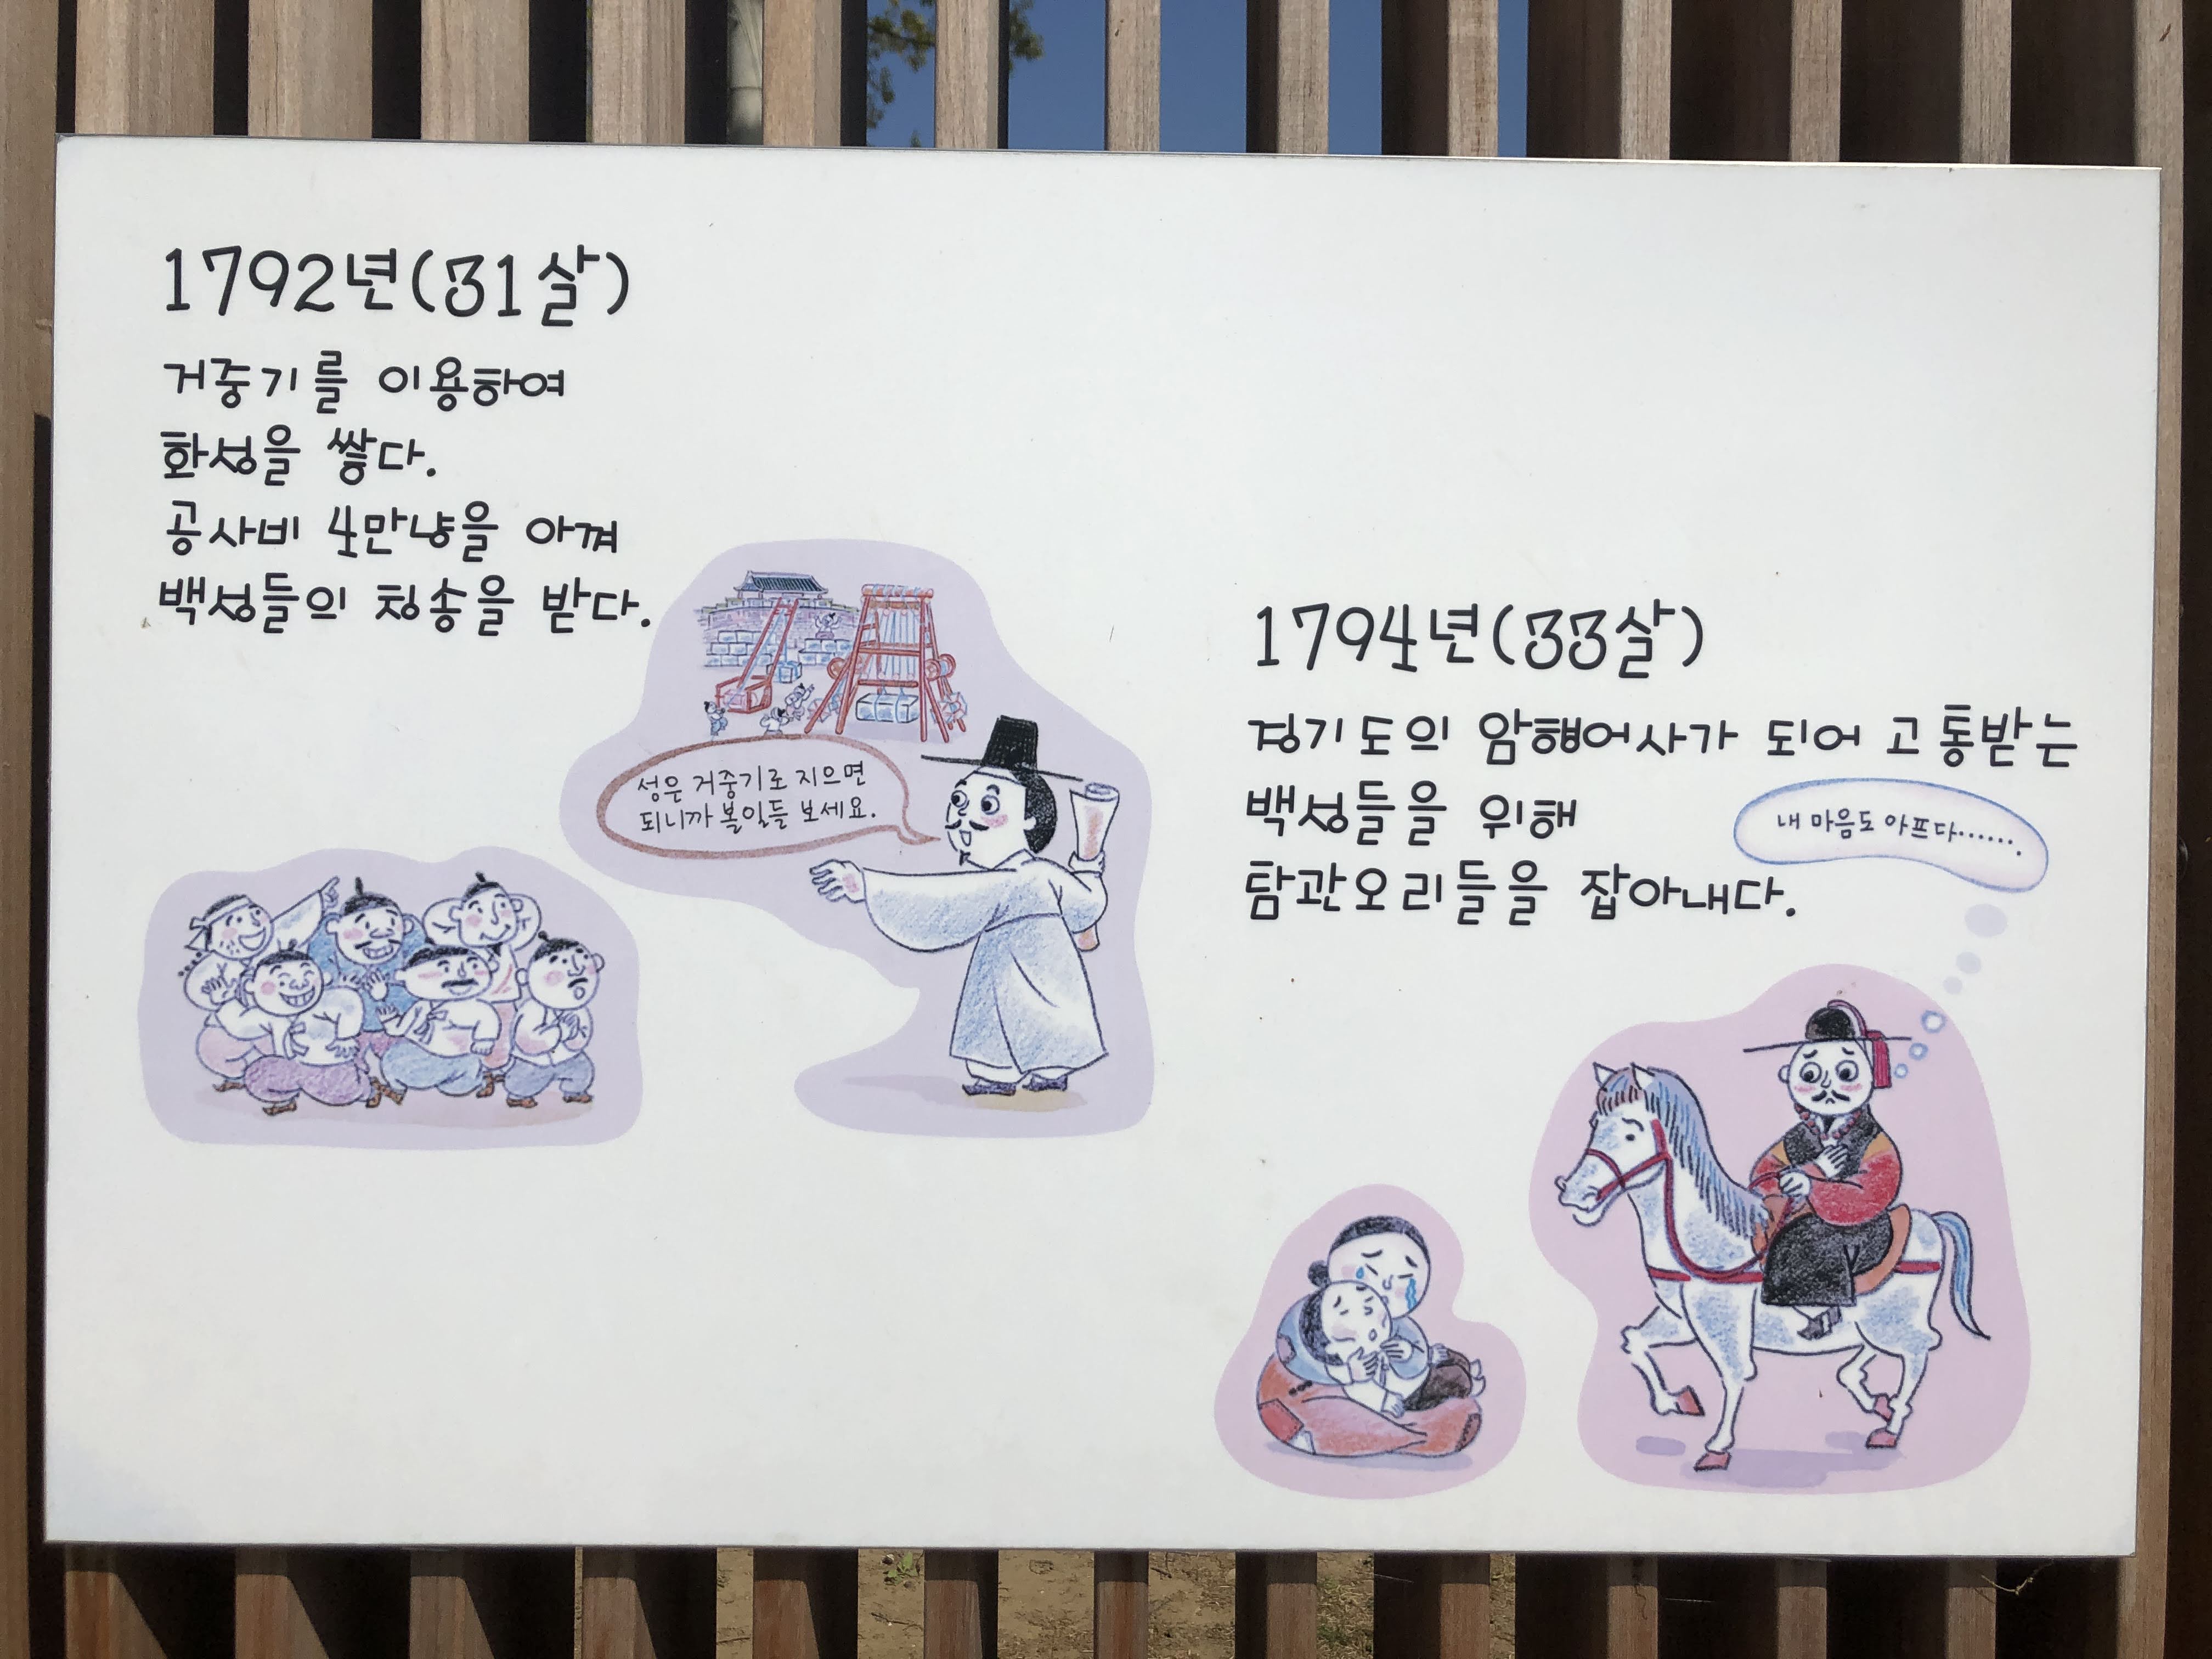 1792년(31살)
거중기를 이용하여
화성을 쌓다.
공사비 4만냥을 아껴
백성들의 칭송을 받다.
성은 거중기로 지으면
되니까 볼일들 보세요.
1794년(33살)
경기도의 암행어사가 되어 고통받는
백성들을 위해
탐관오리들을 잡아내다.
내 마음도 아프다.......